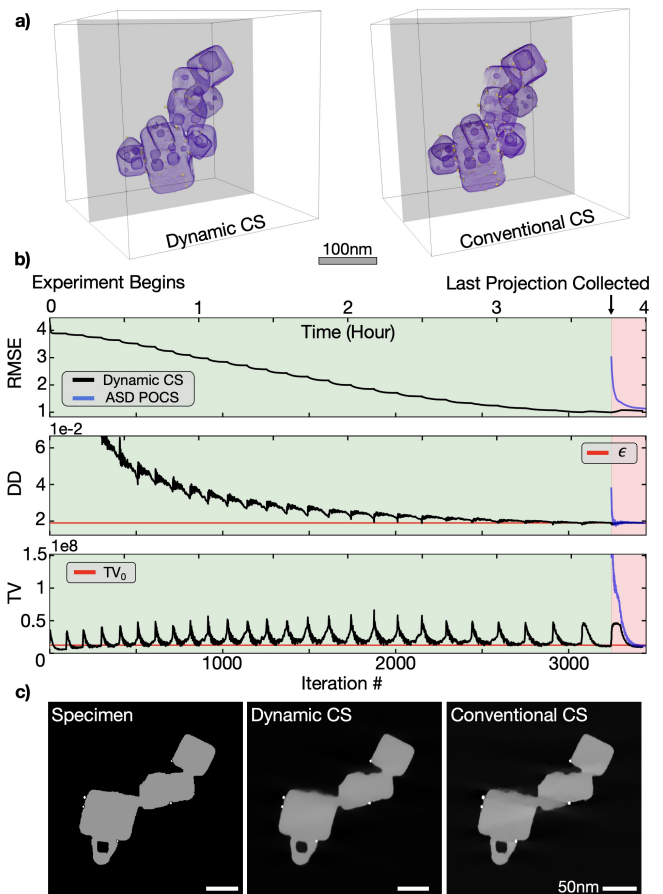 a)
Dynamic CS
Conventional CS
100nm
b)
Experiment Begins
Last Projection Collected
0 1 2 3 4
Time (Hour)
4
3
2
1
RMSE
Dynamic CS
ASD POCS
1e-2
6
4
2
DD
ϵ
1e8
1.5
1.0
0.5
0
TV
TV₀
1000 2000 3000
Iteration #
c)
Specimen
Dynamic CS
Conventional CS
50nm